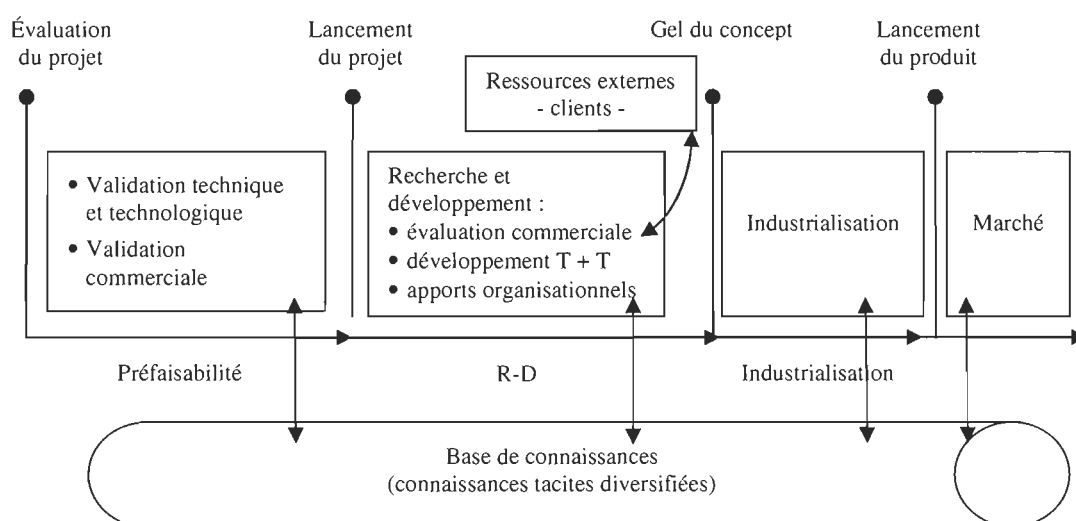 Évaluation
du projet
Lancement
du projet
Gel du concept
Lancement
du produit
Ressources externes
- clients -
• Validation technique
et technologique
• Validation
commerciale
Recherche et
développement :
• évaluation commerciale
• développement T + T
• apports organisationnels
Industrialisation
Marché
Préfaisabilité
R-D
Industrialisation
Base de connaissances
(connaissances tacites diversifiées)